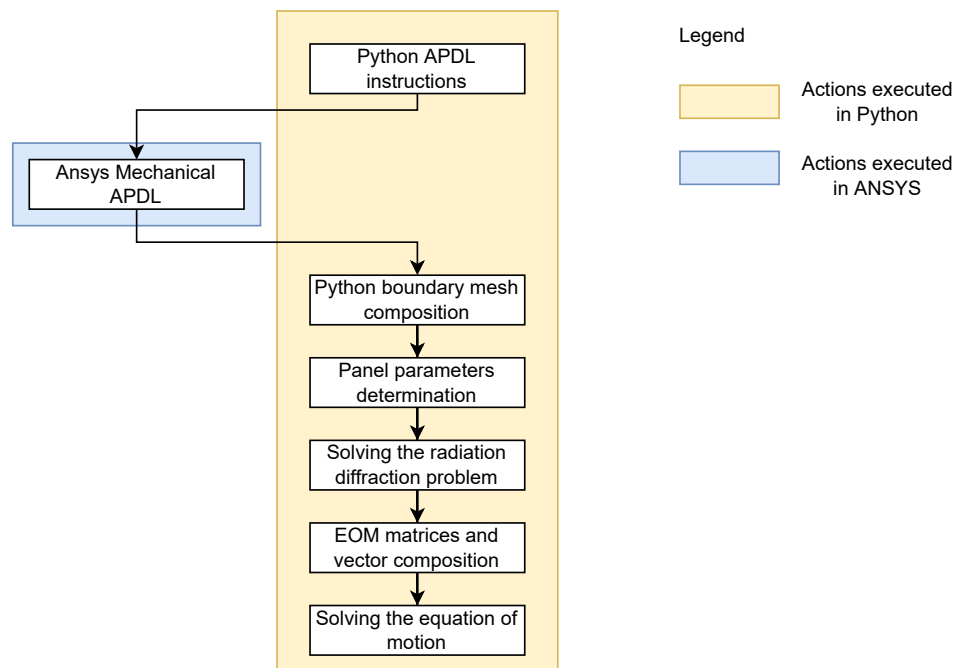 Python APDL
instructions
Ansys Mechanical
APDL
Python boundary mesh
composition
Panel parameters
determination
Solving the radiation
diffraction problem
EOM matrices and
vector composition
Solving the equation of
motion
Legend
Actions executed
in Python
Actions executed
in ANSYS